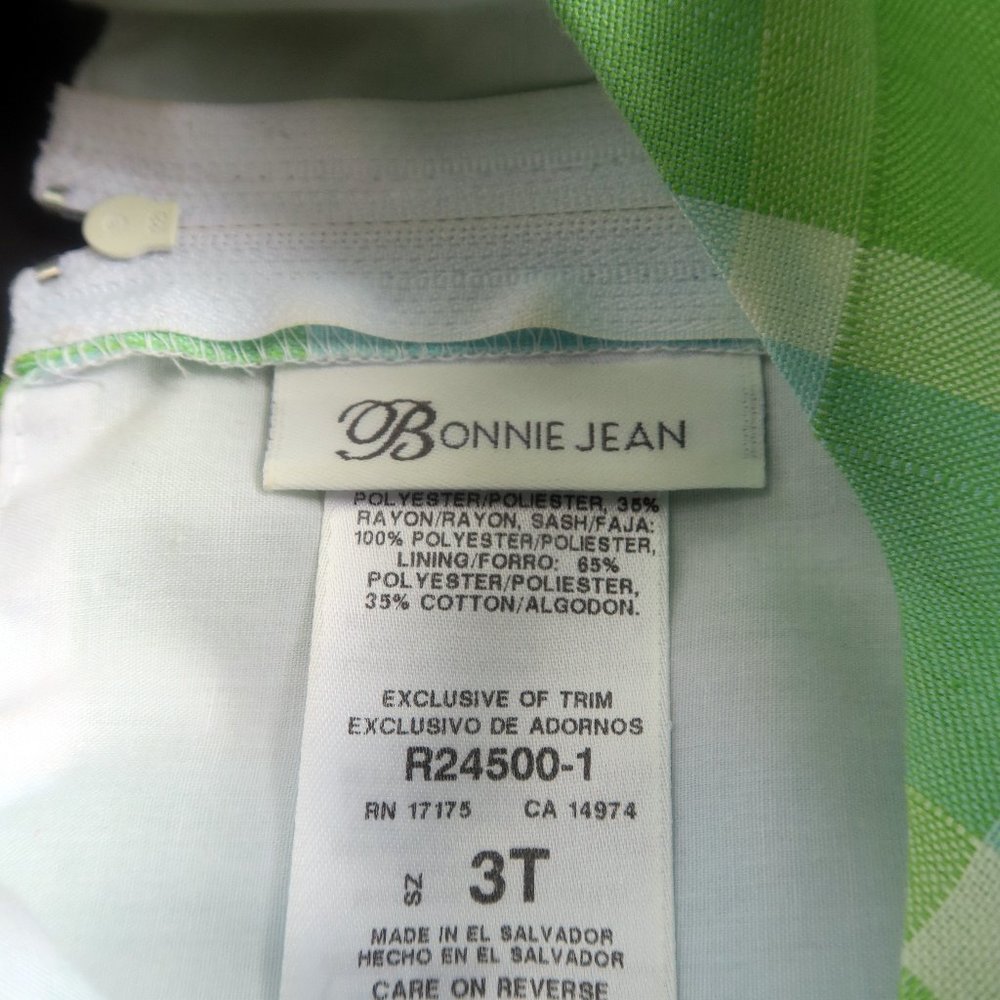 BONNIE JEAN
POLYESTER/POLIESTER, 35%
RAYON/RAYON, SASH/FAJA:
100% POLYESTER/POLIESTER,
LINING/FORRO: 65%
POLYESTER/POLIESTER,
35% COTTON/ALGODON.
EXCLUSIVE OF TRIM
EXCLUSIVO DE ADORNOS
R24500-1
RN 17175 CA 14974
SZ 3T
MADE IN EL SALVADOR
HECHO EN EL SALVADOR
CARE ON REVERSE